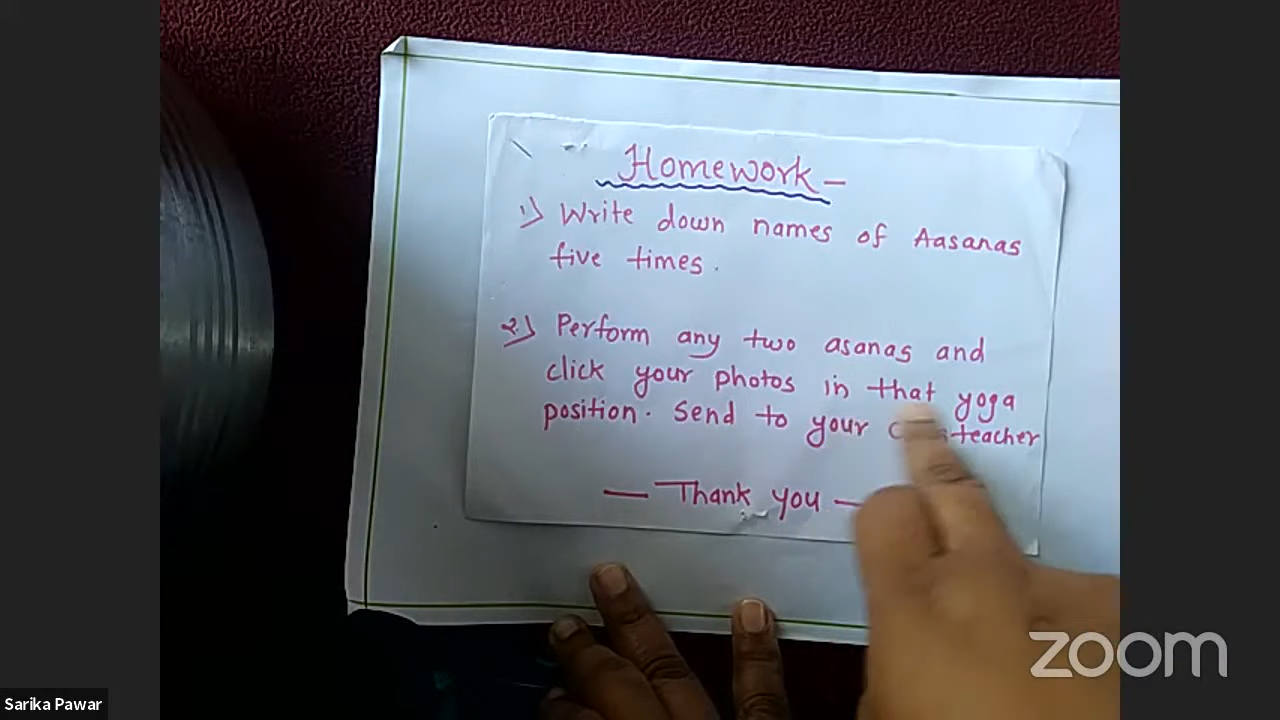 Homework -
1) Write down names of Aasanas
five times.
२) Perform any two asanas and
click your photos in that yoga
position. Send to your teacher
— Thank you —
zoom
Sarika Pawar